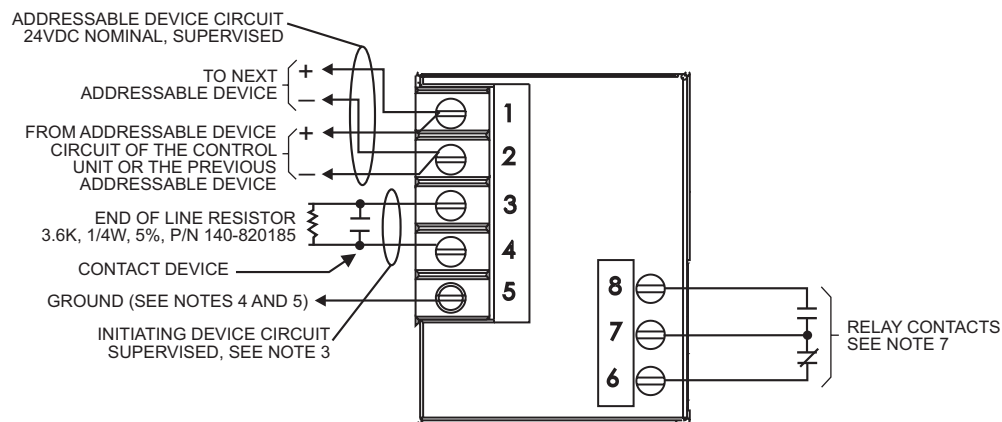 ADDRESSABLE DEVICE CIRCUIT
24VDC NOMINAL, SUPERVISED
TO NEXT
ADDRESSABLE DEVICE
+
–
FROM ADDRESSABLE DEVICE
CIRCUIT OF THE CONTROL
UNIT OR THE PREVIOUS
ADDRESSABLE DEVICE
+
–
END OF LINE RESISTOR
3.6K, 1/4W, 5%, P/N 140-820185
CONTACT DEVICE
GROUND (SEE NOTES 4 AND 5)
INITIATING DEVICE CIRCUIT
SUPERVISED, SEE NOTE 3
1
2
3
4
5
8
7
6
RELAY CONTACTS
SEE NOTE 7